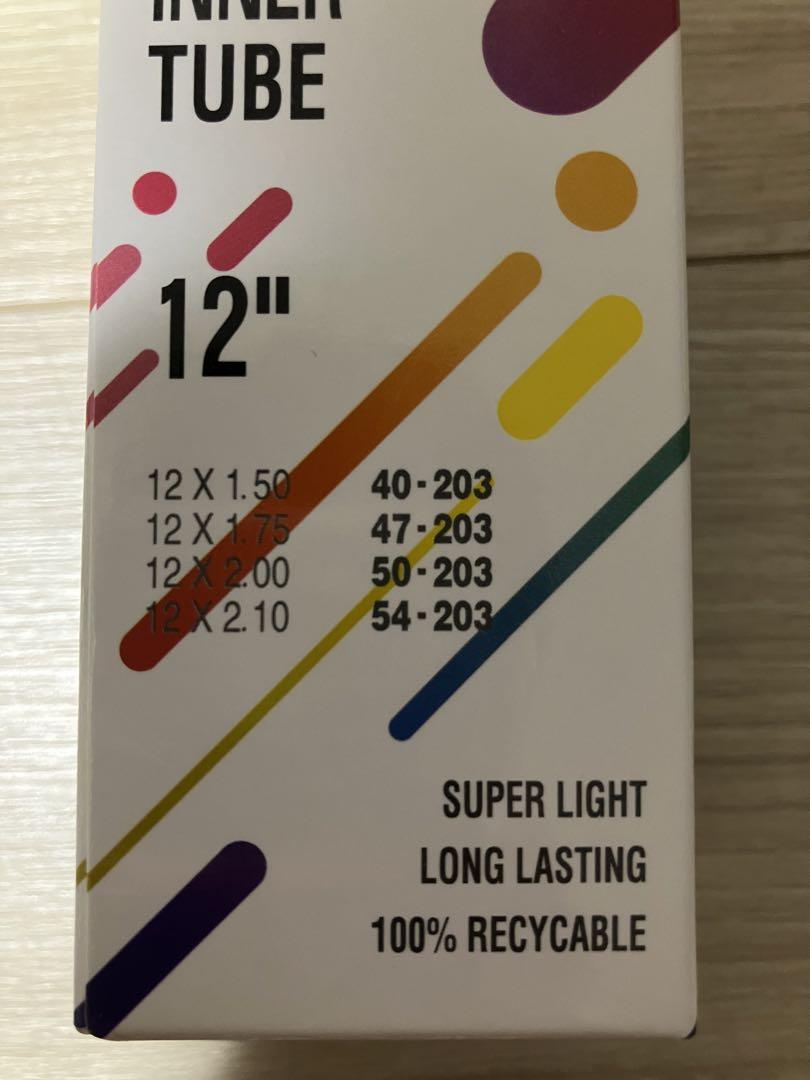 INNER
TUBE
12"
12 X 1.50 40-203
12 X 1.75 47-203
12 X 2.00 50-203
12 X 2.10 54-203
SUPER LIGHT
LONG LASTING
100% RECYCABLE